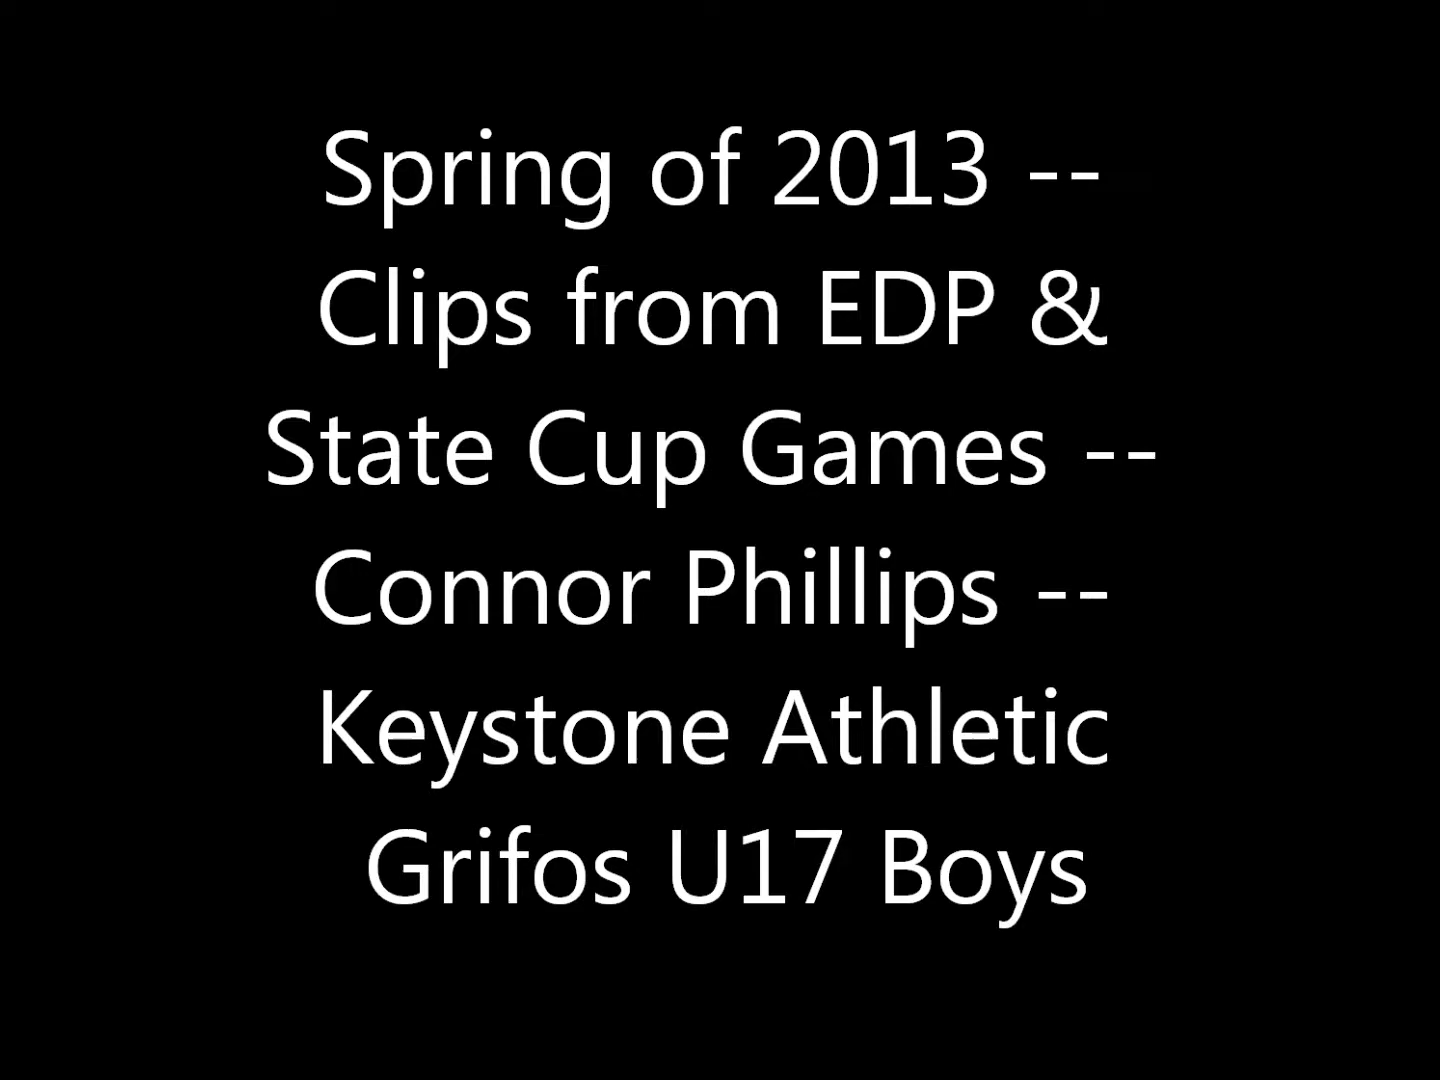 Spring of 2013 --
Clips from EDP &
State Cup Games --
Connor Phillips --
Keystone Athletic
Grifos U17 Boys